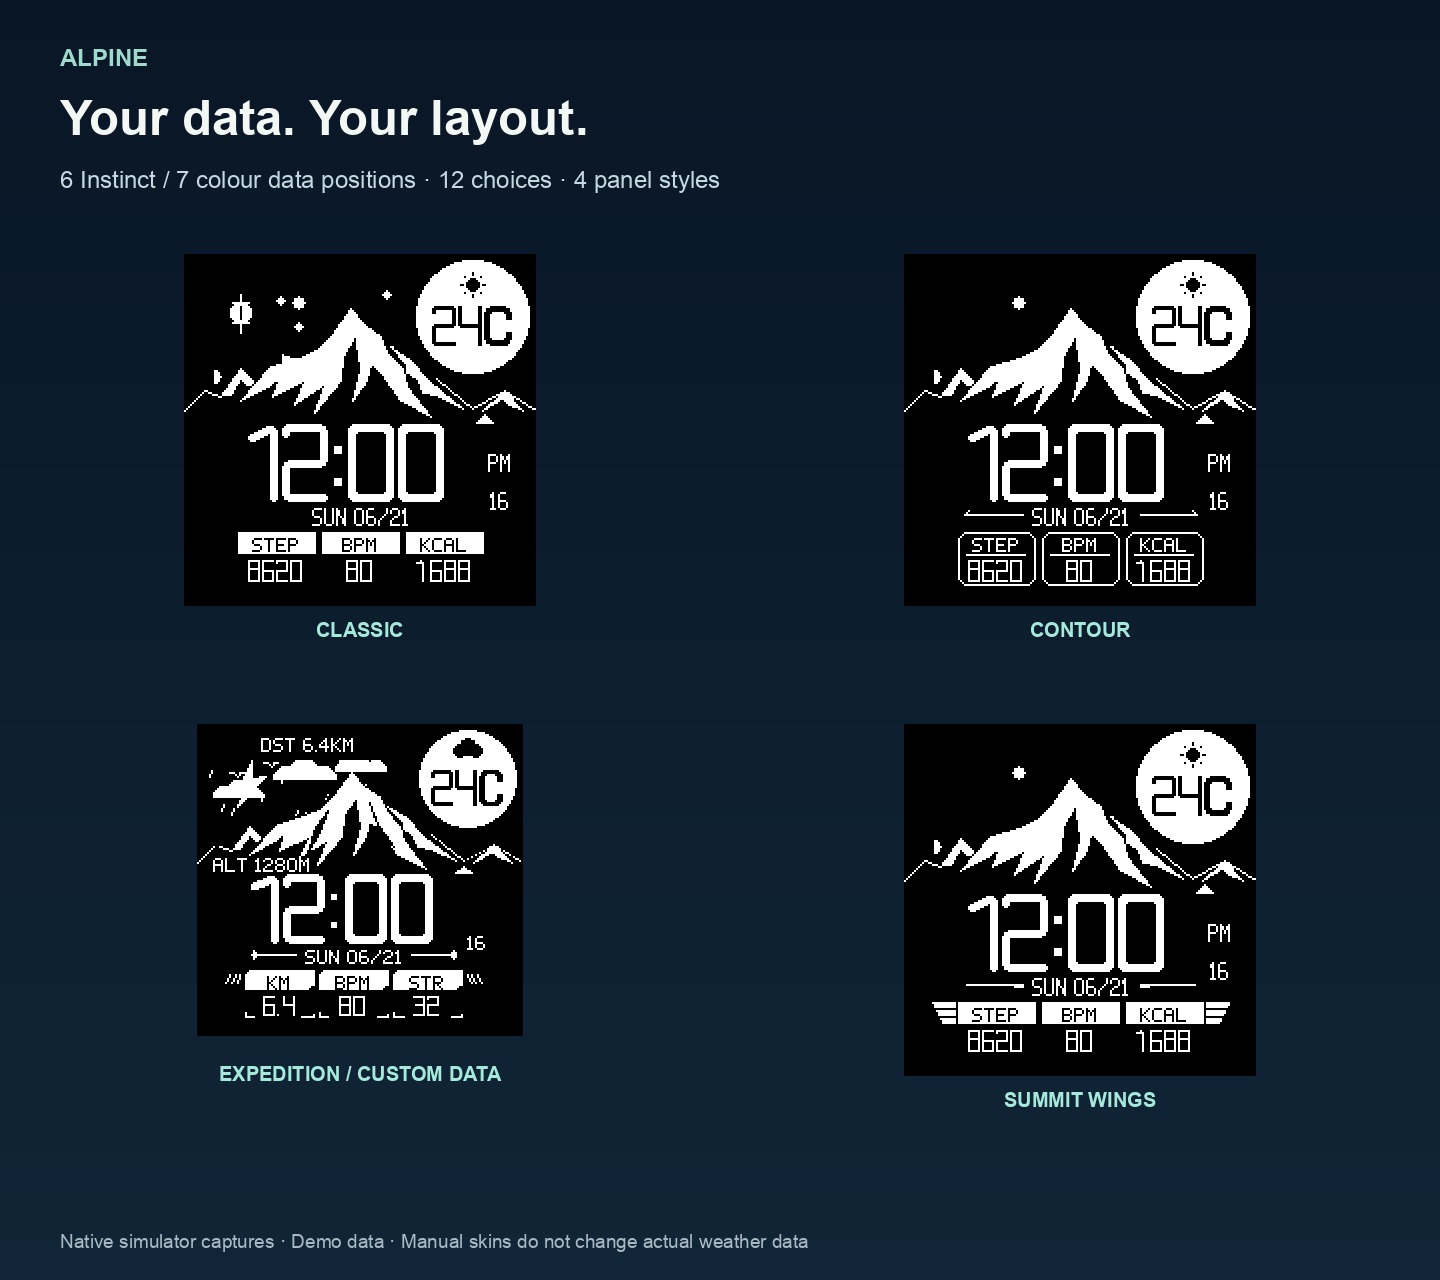 ALPINE
Your data. Your layout.
6 Instinct / 7 colour data positions · 12 choices · 4 panel styles
24C
12:00
PM
16
SUN 06/21
STEP BPM KCAL
8620 80 1688
CLASSIC
24C
12:00
PM
16
SUN 06/21
STEP BPM KCAL
8620 80 1688
CONTOUR
DST 6.4KM
24C
ALT 1280M
12:00
16
SUN 06/21
KM BPM STR
6.4 80 32
EXPEDITION / CUSTOM DATA
24C
12:00
PM
16
SUN 06/21
STEP BPM KCAL
8620 80 1688
SUMMIT WINGS
Native simulator captures · Demo data · Manual skins do not change actual weather data